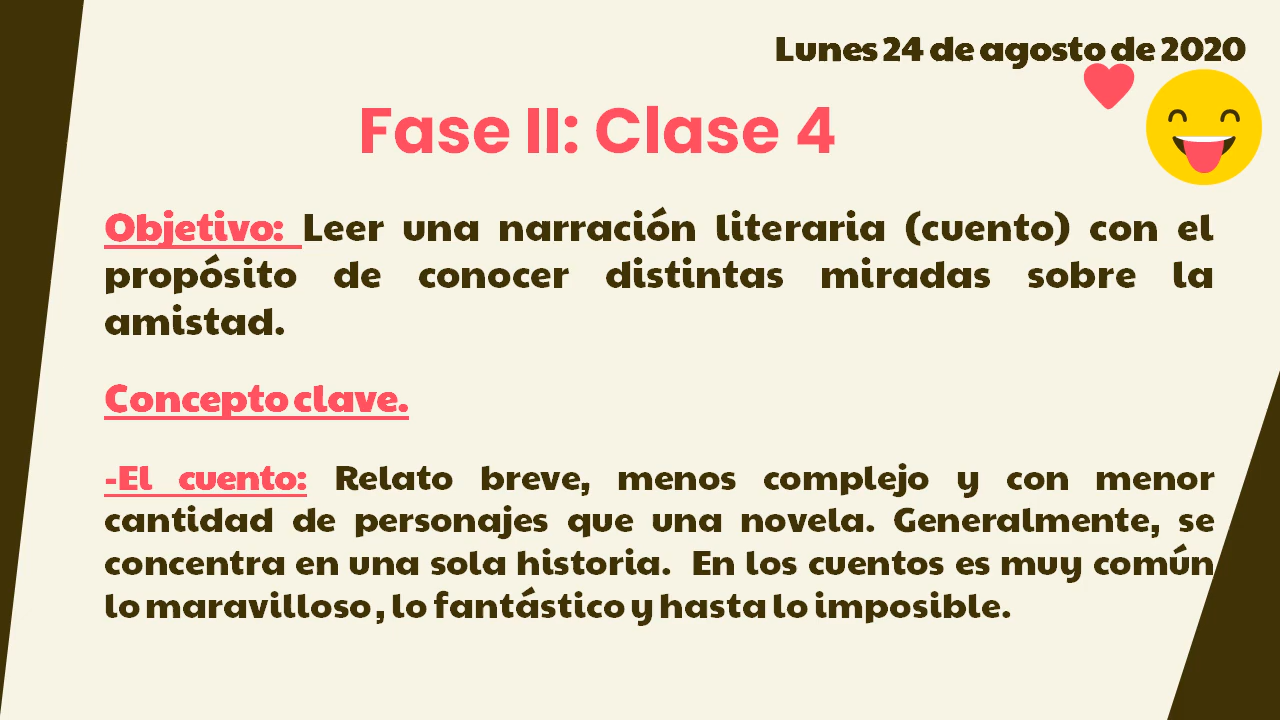 Lunes 24 de agosto de 2020
Fase II: Clase 4
Objetivo: Leer una narración literaria (cuento) con el
propósito de conocer distintas miradas sobre la
amistad.
Concepto clave.
-El cuento: Relato breve, menos complejo y con menor
cantidad de personajes que una novela. Generalmente, se
concentra en una sola historia. En los cuentos es muy común
lo maravilloso, lo fantástico y hasta lo imposible.